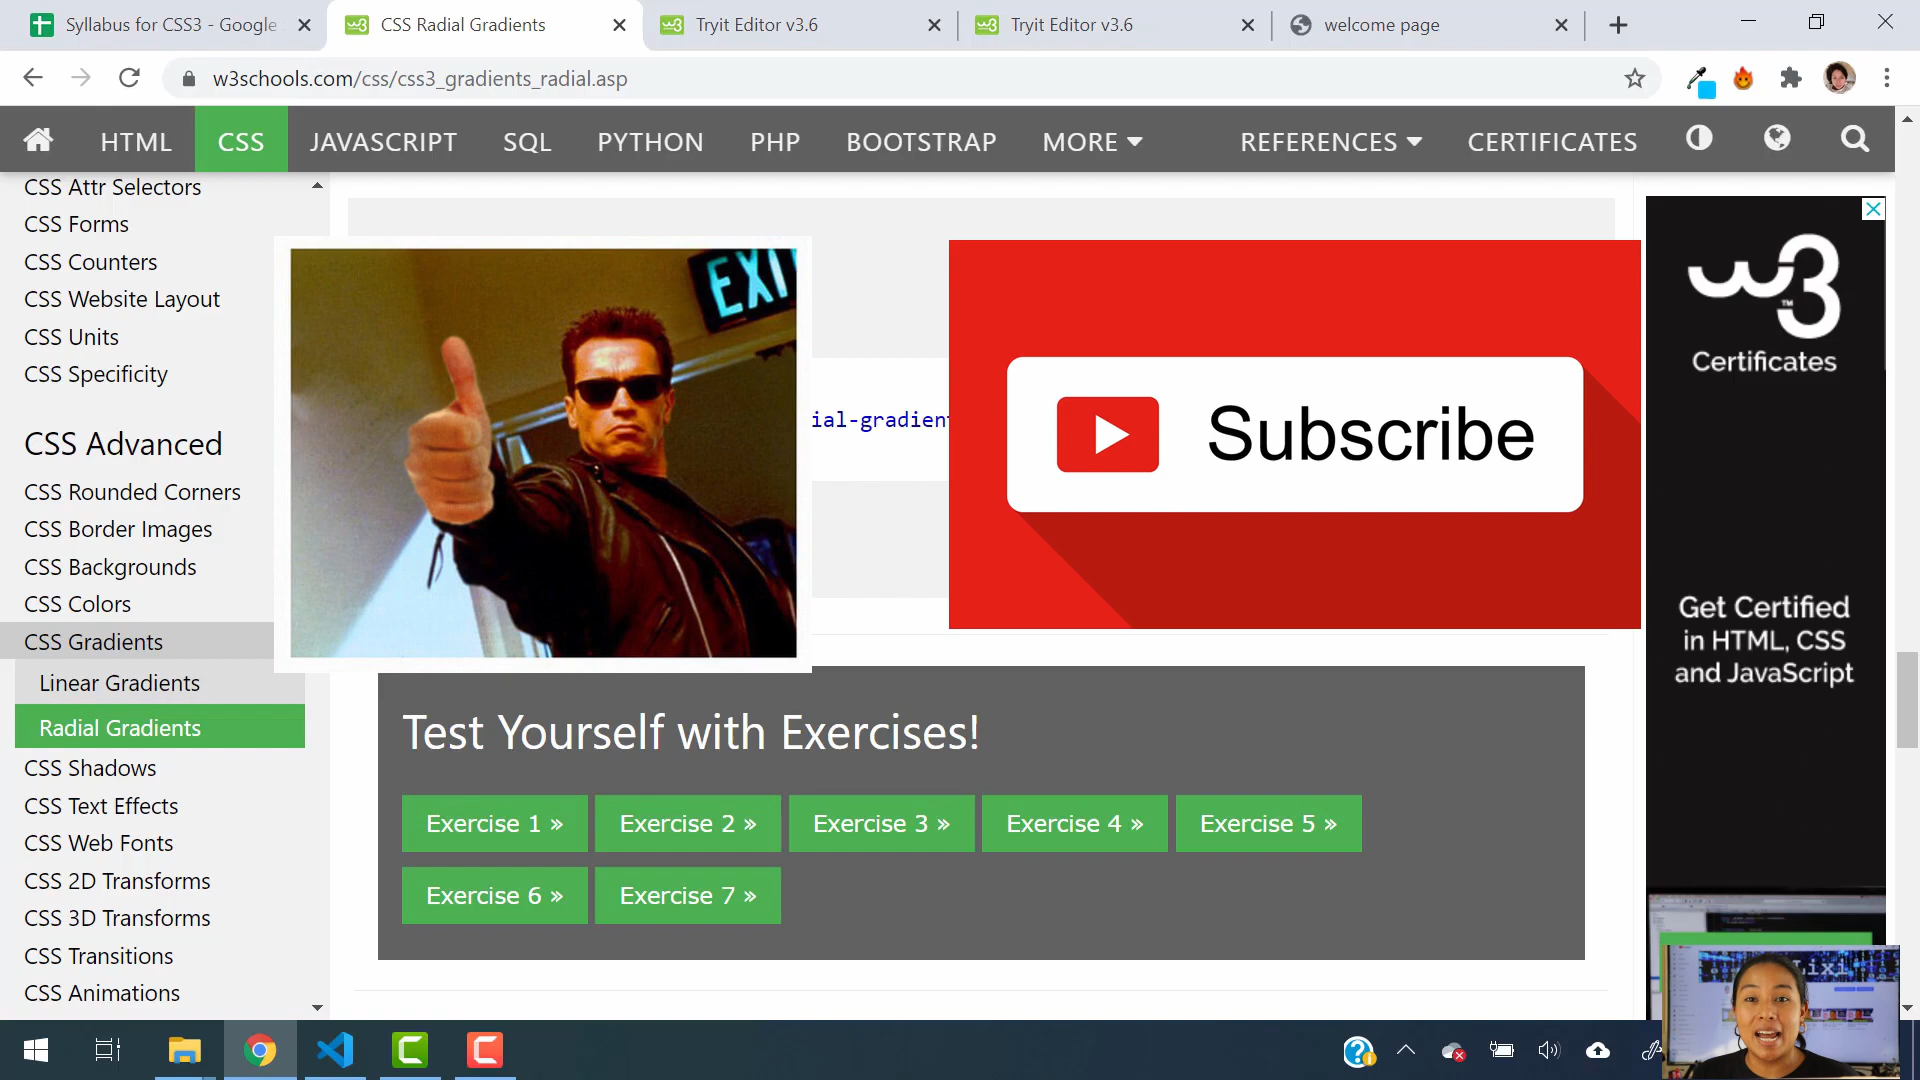 Syllabus for CSS3 - Google
CSS Radial Gradients
Tryit Editor v3.6
Tryit Editor v3.6
welcome page
w3schools.com/css/css3_gradients_radial.asp
HTML
CSS
JAVASCRIPT
SQL
PYTHON
PHP
BOOTSTRAP
MORE
REFERENCES
CERTIFICATES
CSS Attr Selectors
CSS Forms
CSS Counters
CSS Website Layout
CSS Units
CSS Specificity
CSS Advanced
CSS Rounded Corners
CSS Border Images
CSS Backgrounds
CSS Colors
CSS Gradients
Linear Gradients
Radial Gradients
CSS Shadows
CSS Text Effects
CSS Web Fonts
CSS 2D Transforms
CSS 3D Transforms
CSS Transitions
CSS Animations
EXI
ial-gradient
Subscribe
Test Yourself with Exercises!
Exercise 1 »
Exercise 2 »
Exercise 3 »
Exercise 4 »
Exercise 5 »
Exercise 6 »
Exercise 7 »
w3
TM
Certificates
Get Certified
in HTML, CSS
and JavaScript
Lixi